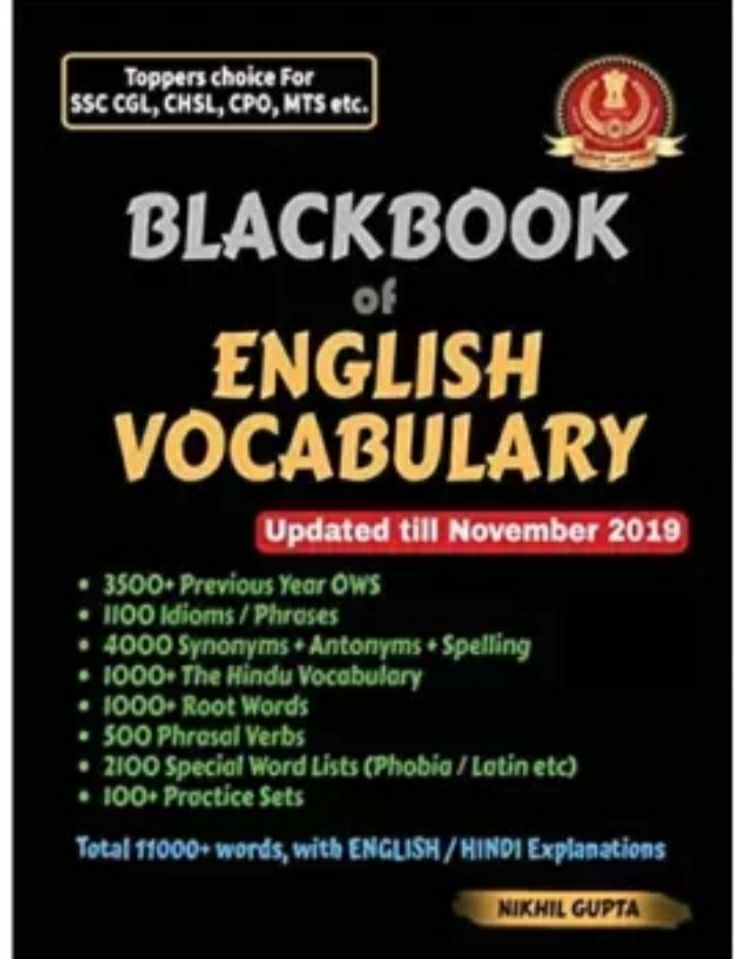 Toppers choice For
SSC CGL, CHSL, CPO, MTS etc.
BLACKBOOK
of
ENGLISH
VOCABULARY
Updated till November 2019
• 3500+ Previous Year OWS
• 1100 Idioms / Phrases
• 4000 Synonyms + Antonyms + Spelling
• 1000+ The Hindu Vocabulary
• 1000+ Root Words
• 500 Phrasal Verbs
• 2100 Special Word Lists (Phobia / Latin etc)
• 100+ Practice Sets
Total 11000+ words, with ENGLISH / HINDI Explanations
NIKHIL GUPTA